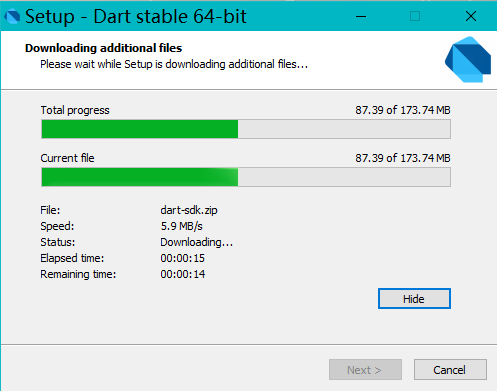 Setup - Dart stable 64-bit
Downloading additional files
Please wait while Setup is downloading additional files...
Total progress 87.39 of 173.74 MB
Current file 87.39 of 173.74 MB
File: dart-sdk.zip
Speed: 5.9 MB/s
Status: Downloading...
Elapsed time: 00:00:15
Remaining time: 00:00:14
Hide
Next > Cancel